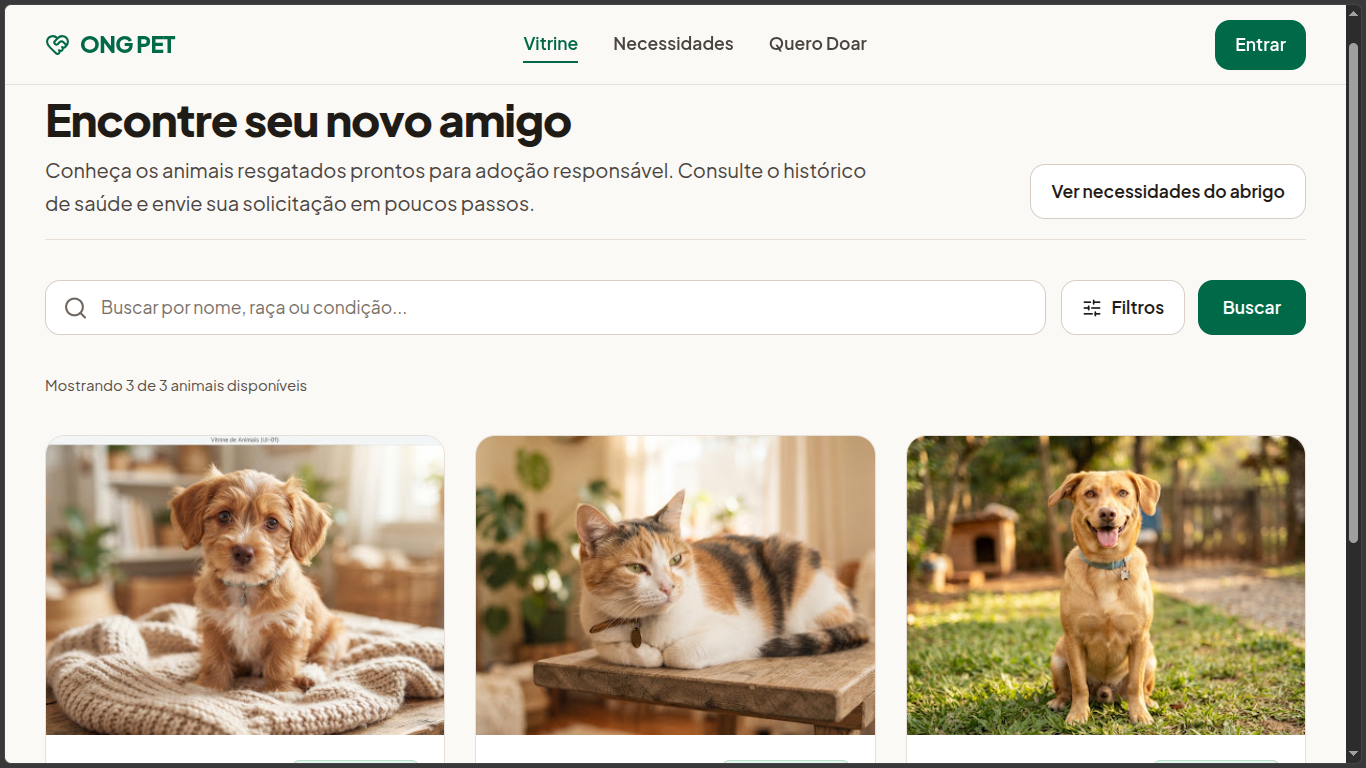 ONG PET
Vitrine
Necessidades
Quero Doar
Entrar
Encontre seu novo amigo
Conheça os animais resgatados prontos para adoção responsável. Consulte o histórico
de saúde e envie sua solicitação em poucos passos.
Ver necessidades do abrigo
Buscar por nome, raça ou condição...
Filtros
Buscar
Mostrando 3 de 3 animais disponíveis
Vitrine de Animais (UI-01)